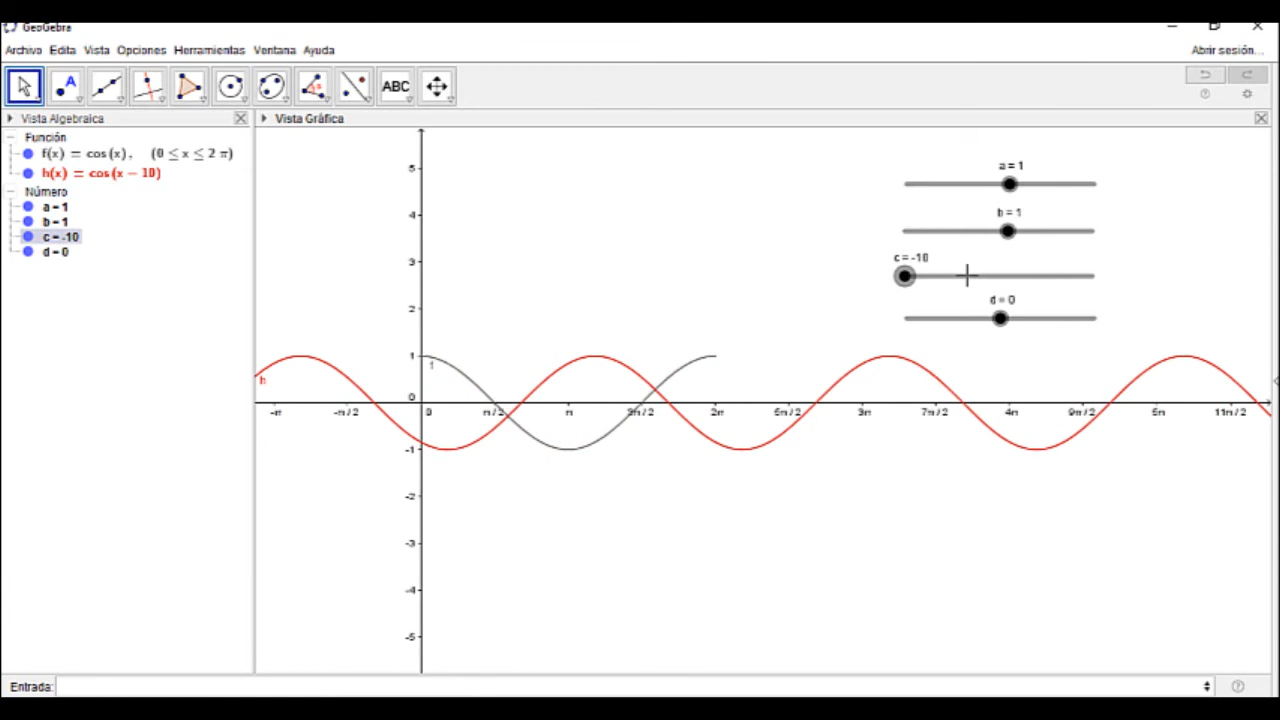 GeoGebra
Archivo Edita Vista Opciones Herramientas Ventana Ayuda
Abrir sesión...
ABC
Vista Algebraica
Vista Gráfica
Función
f(x) = cos(x), (0 ≤ x ≤ 2 π)
h(x) = cos(x − 10)
Número
a = 1
b = 1
c = -10
d = 0
a = 1
b = 1
c = -10
d = 0
5
4
3
2
1
0
-1
-2
-3
-4
-5
f
h
-π -π/2 0 π/2 π 3π/2 2π 5π/2 3π 7π/2 4π 9π/2 5π 11π/2
Entrada: